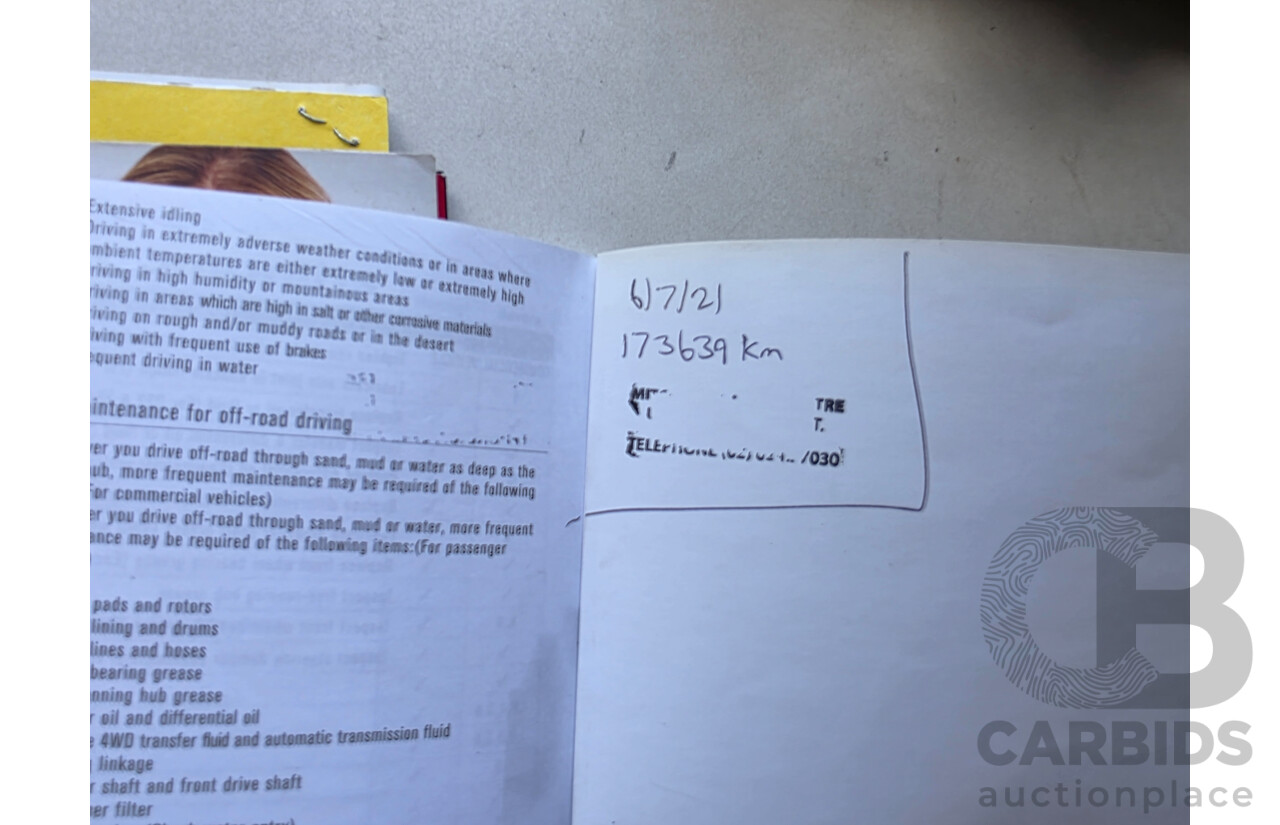 Extensive idling
Driving in extremely adverse weather conditions or in areas where
mbient temperatures are either extremely low or extremely high
riving in high humidity or mountainous areas
riving in areas which are high in salt or other corrosive materials
iving on rough and/or muddy roads or in the desert
iving with frequent use of brakes
equent driving in water
intenance for off-road driving
er you drive off-road through sand, mud or water as deep as the
ub, more frequent maintenance may be required of the following
or commercial vehicles)
er you drive off-road through sand, mud or water, more frequent
ance may be required of the following items:(For passenger
pads and rotors
lining and drums
lines and hoses
bearing grease
nning hub grease
r oil and differential oil
e 4WD transfer fluid and automatic transmission fluid
linkage
r shaft and front drive shaft
er filter
6/7/21
173639 Km
TRE
T.
/030
CB
CARBIDS
auctionplace